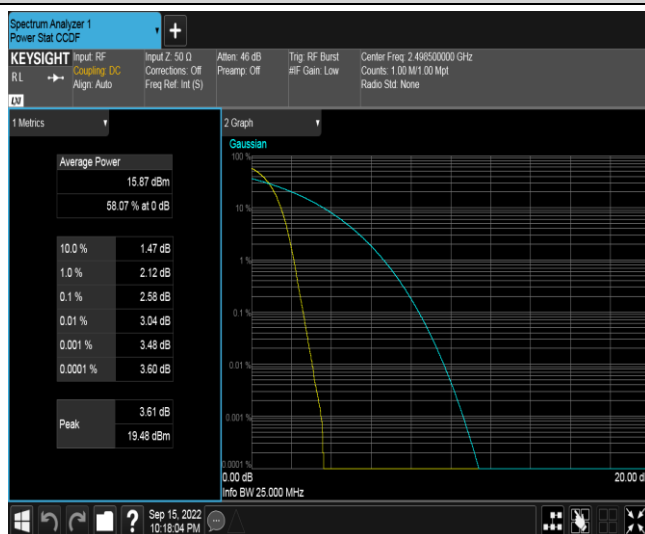 Spectrum Analyzer 1
Power Stat CCDF
+
KEYSIGHT
R L
LXI
Input: RF
Coupling: DC
Align: Auto
Input Z: 50 Ω
Corrections: Off
Freq Ref: Int (S)
Atten: 46 dB
Preamp: Off
Trig: RF Burst
#IF Gain: Low
Center Freq: 2.498500000 GHz
Counts: 1.00 M/1.00 Mpt
Radio Std: None
1 Metrics
Average Power
15.87 dBm
58.07 % at 0 dB
10.0 % 1.47 dB
1.0 % 2.12 dB
0.1 % 2.58 dB
0.01 % 3.04 dB
0.001 % 3.48 dB
0.0001 % 3.60 dB
Peak
3.61 dB
19.48 dBm
2 Graph
Gaussian
100 %
10 %
1 %
0.1 %
0.01 %
0.001 %
0.0001 %
0.00 dB
20.00 d
Info BW 25.000 MHz
?
Sep 15, 2022
10:18:04 PM